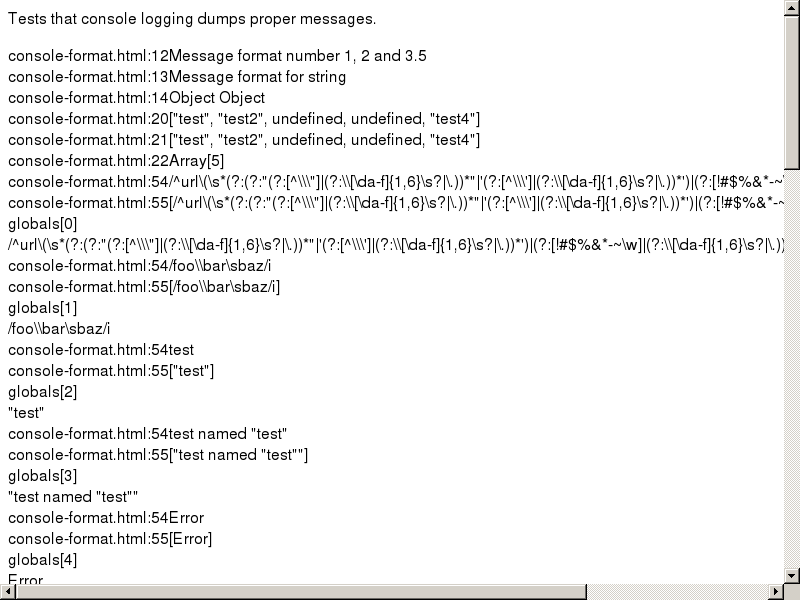 Tests that console logging dumps proper messages.
console-format.html:12Message format number 1, 2 and 3.5
console-format.html:13Message format for string
console-format.html:14Object Object
console-format.html:20["test", "test2", undefined, undefined, "test4"]
console-format.html:21["test", "test2", undefined, undefined, "test4"]
console-format.html:22Array[5]
console-format.html:54/^url\(\s*(?:(?:"(?:[^\\\"]|(?:\\[\da-f]{1,6}\s?|\.))*"|'(?:[^\\\']|(?:\\[\da-f]{1,6}\s?|\.))*')|(?:[!#$%&*-~
console-format.html:55[/^url\(\s*(?:(?:"(?:[^\\\"]|(?:\\[\da-f]{1,6}\s?|\.))*"|'(?:[^\\\']|(?:\\[\da-f]{1,6}\s?|\.))*')|(?:[!#$%&*-~
globals[0]
/^url\(\s*(?:(?:"(?:[^\\\"]|(?:\\[\da-f]{1,6}\s?|\.))*"|'(?:[^\\\']|(?:\\[\da-f]{1,6}\s?|\.))*')|(?:[!#$%&*-~\w]|(?:\\[\da-f]{1,6}\s?|\.))
console-format.html:54/foo\\bar\sbaz/i
console-format.html:55[/foo\\bar\sbaz/i]
globals[1]
/foo\\bar\sbaz/i
console-format.html:54test
console-format.html:55["test"]
globals[2]
"test"
console-format.html:54test named "test"
console-format.html:55["test named "test""]
globals[3]
"test named "test""
console-format.html:54Error
console-format.html:55[Error]
globals[4]
Error